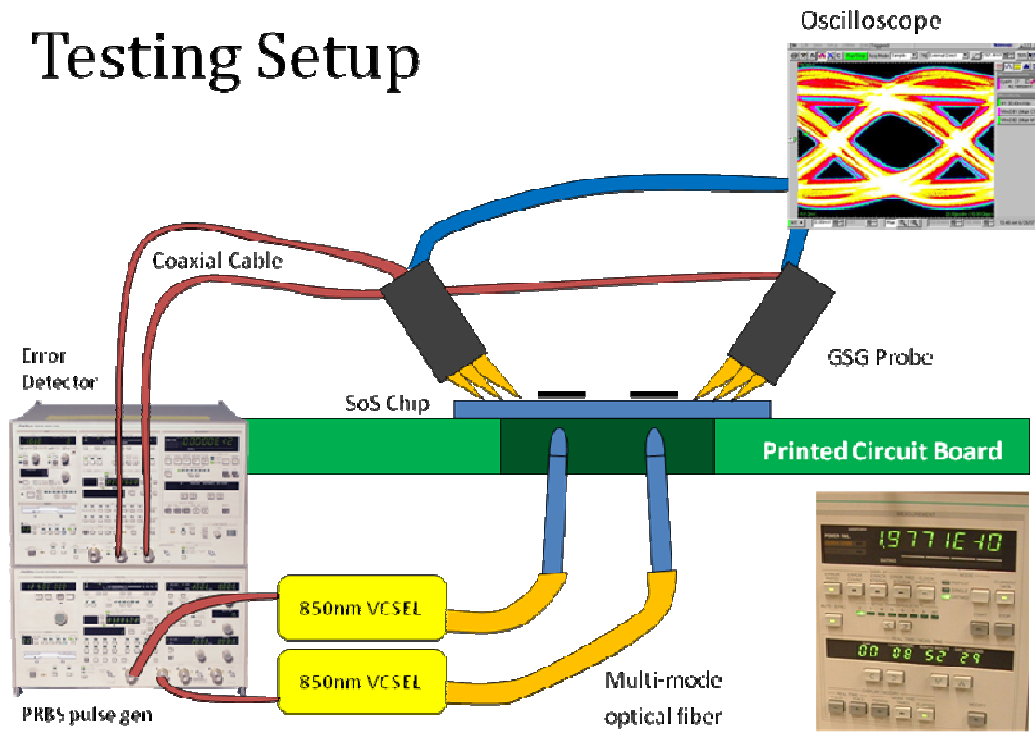 Testing Setup
Oscilloscope
Coaxial Cable
Error
Detector
GSG Probe
SoS Chip
Printed Circuit Board
1.9771E-10
850nm VCSEL
00 08 52 29
850nm VCSEL
Multi-mode
optical fiber
PRBS pulse gen